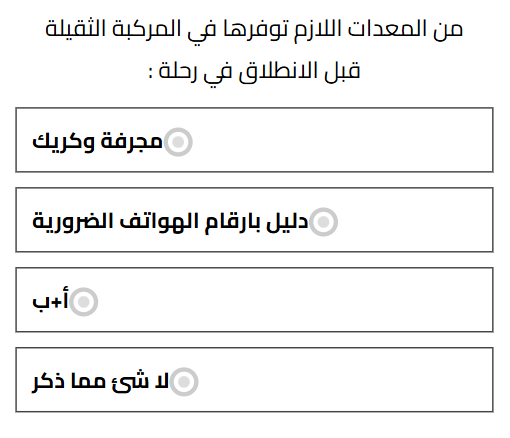 من المعدات اللازم توفرها في المركبة الثقيلة
قبل الانطلاق في رحلة :
مجرفة وكريك
دليل بارقام الهواتف الضرورية
أ+ب
لا شئ مما ذكر